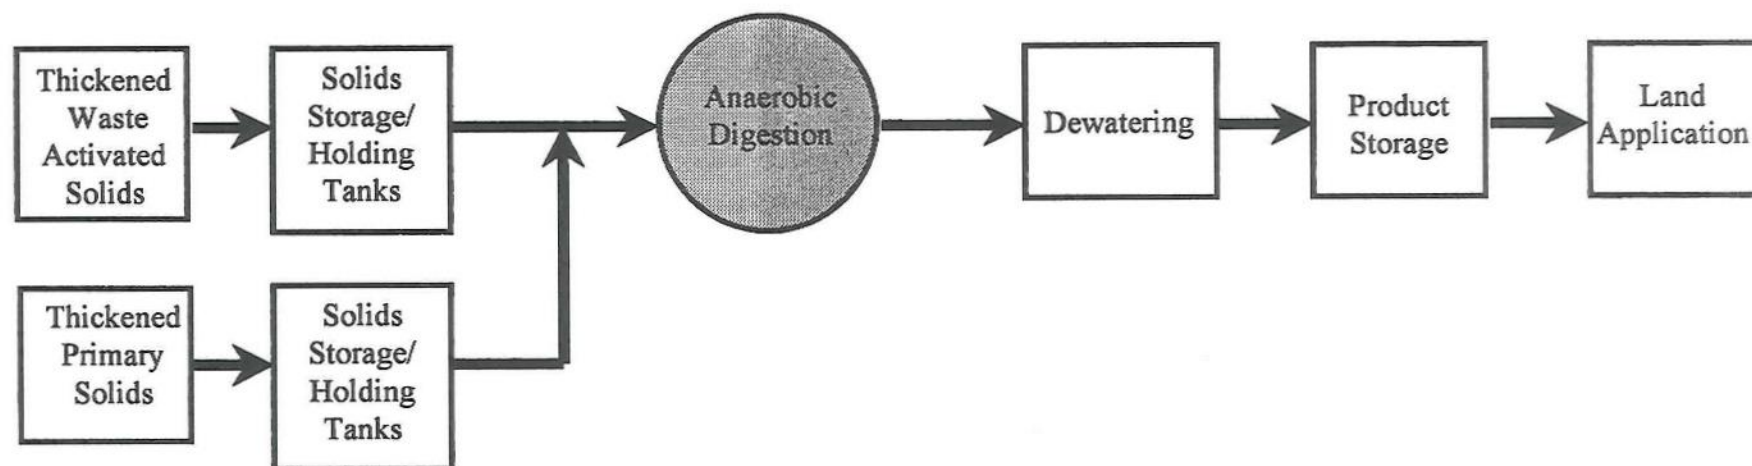 Thickened
Waste
Activated
Solids
Solids
Storage/
Holding
Tanks
Anaerobic
Digestion
Dewatering
Product
Storage
Land
Application
Thickened
Primary
Solids
Solids
Storage/
Holding
Tanks